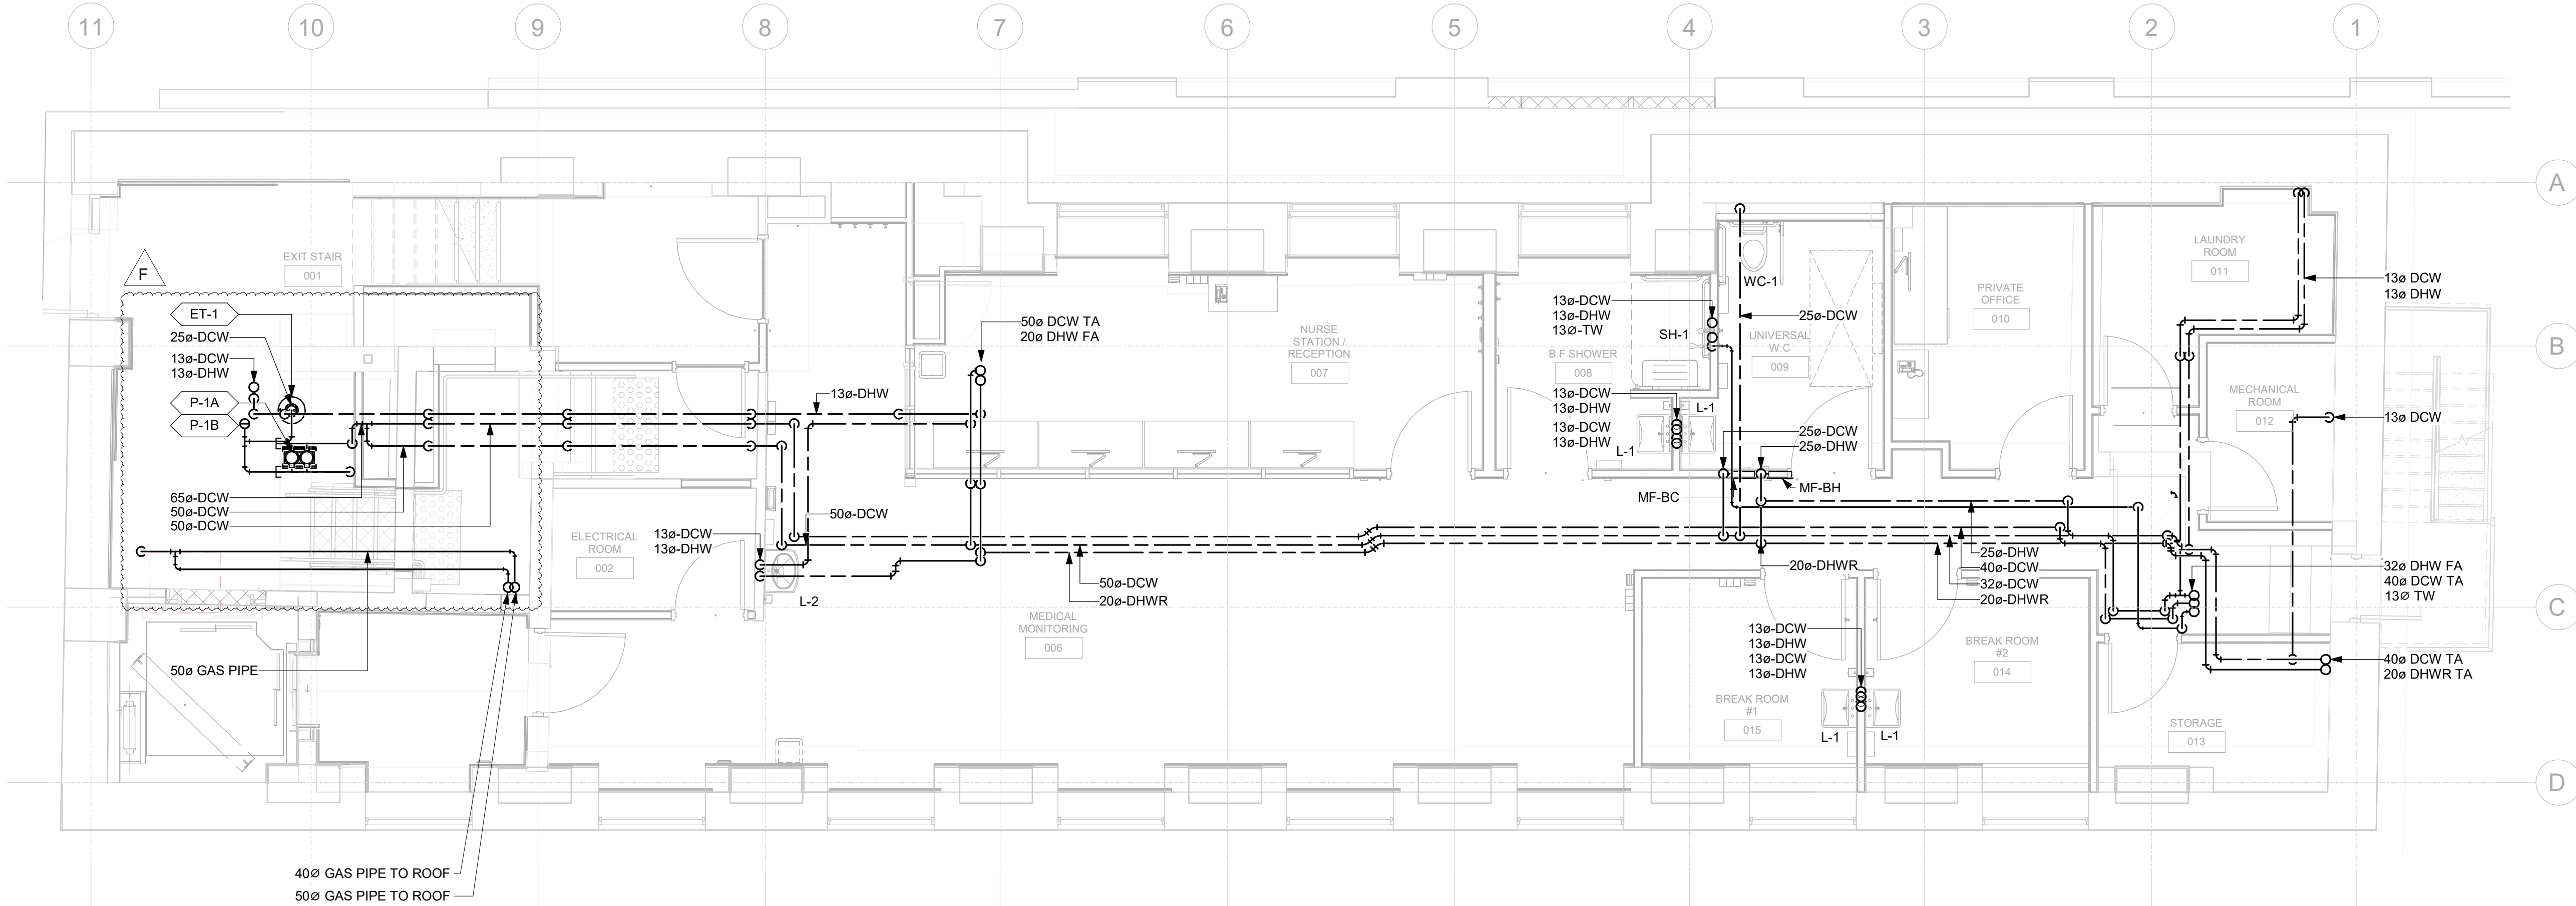 11
10
9
8
7
6
5
4
3
2
1
A
B
C
D
EXIT STAIR
001
F
ET-1
25ø-DCW
13ø-DCW
13ø-DHW
P-1A
P-1B
65ø-DCW
50ø-DCW
50ø-DCW
50ø GAS PIPE
40Ø GAS PIPE TO ROOF
50Ø GAS PIPE TO ROOF
ELECTRICAL
ROOM
002
13ø-DCW
13ø-DHW
L-2
13ø-DHW
50ø-DCW
50ø DCW TA
20ø DHW FA
50ø-DCW
20ø-DHWR
MEDICAL
MONITORING
006
NURSE
STATION /
RECEPTION
007
B.F SHOWER
008
13ø-DCW
13ø-DHW
13Ø-TW
SH-1
13ø-DCW
13ø-DHW
13ø-DCW
13ø-DHW
L-1
L-1
WC-1
25ø-DCW
UNIVERSAL
W.C
009
25ø-DCW
25ø-DHW
MF-BC
MF-BH
PRIVATE
OFFICE
010
LAUNDRY
ROOM
011
13ø DCW
13ø DHW
MECHANICAL
ROOM
012
13ø DCW
20ø-DHWR
25ø-DHW
40ø-DCW
32ø-DCW
20ø-DHWR
32ø DHW FA
40ø DCW TA
13Ø TW
40ø DCW TA
20ø DHWR TA
13ø-DCW
13ø-DHW
13ø-DCW
13ø-DHW
BREAK ROOM
#1
015
L-1
L-1
BREAK ROOM
#2
014
STORAGE
013